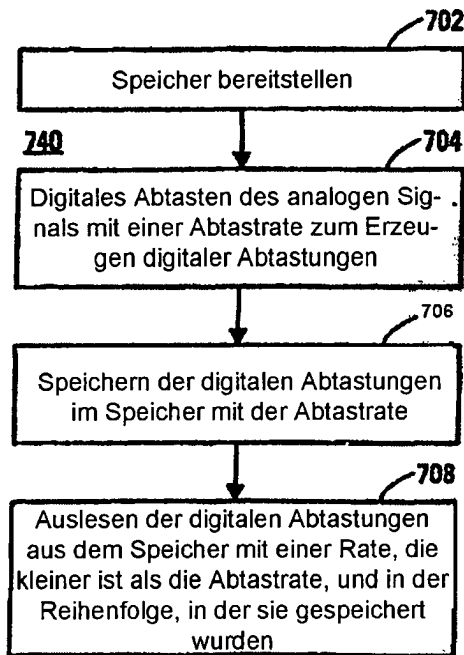 702
Speicher bereitstellen
740
704
Digitales Abtasten des analogen Sig-
nals mit einer Abtastrate zum Erzeu-
gen digitaler Abtastungen
706
Speichern der digitalen Abtastungen
im Speicher mit der Abtastrate
708
Auslesen der digitalen Abtastungen
aus dem Speicher mit einer Rate, die
kleiner ist als die Abtastrate, und in der
Reihenfolge, in der sie gespeichert
wurden